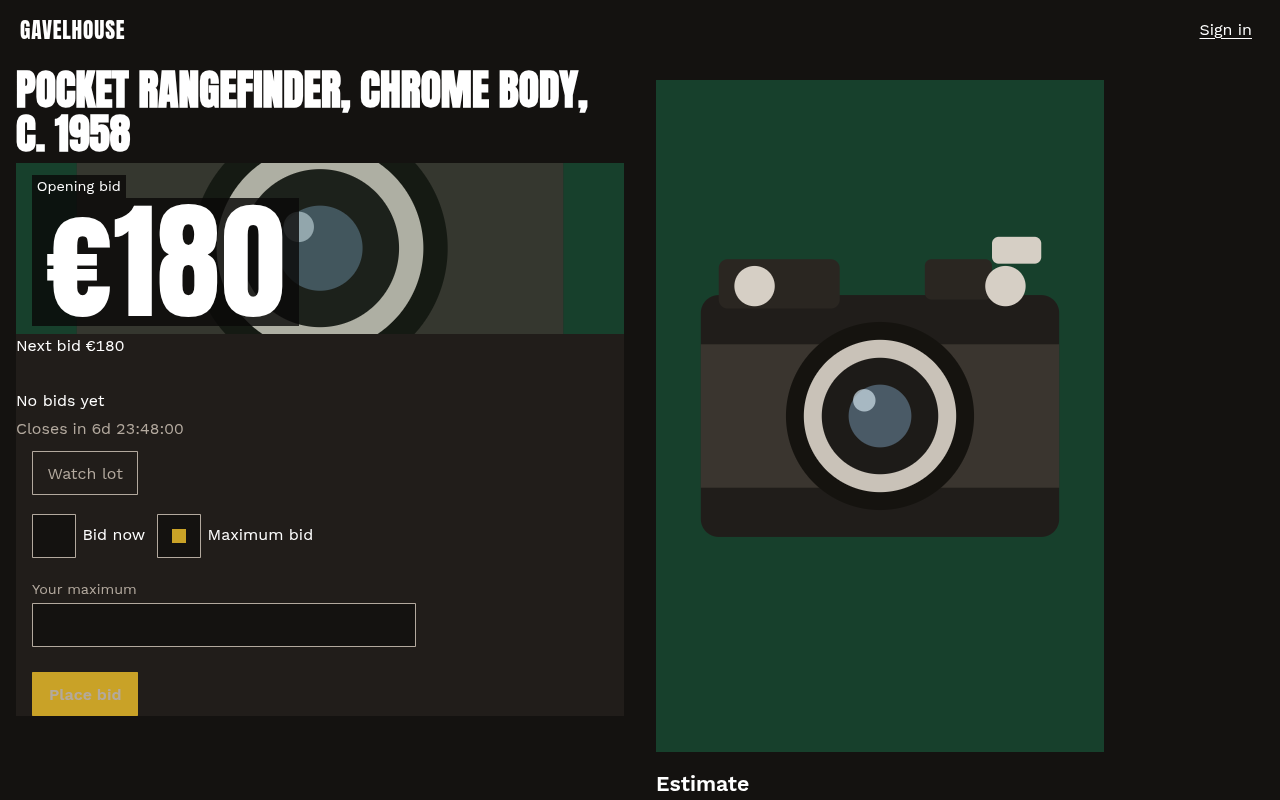 GAVELHOUSE
Sign in
POCKET RANGEFINDER, CHROME BODY,
C. 1958
Opening bid
€180
Next bid €180
No bids yet
Closes in 6d 23:48:00
Watch lot
Bid now
Maximum bid
Your maximum
Place bid
Estimate